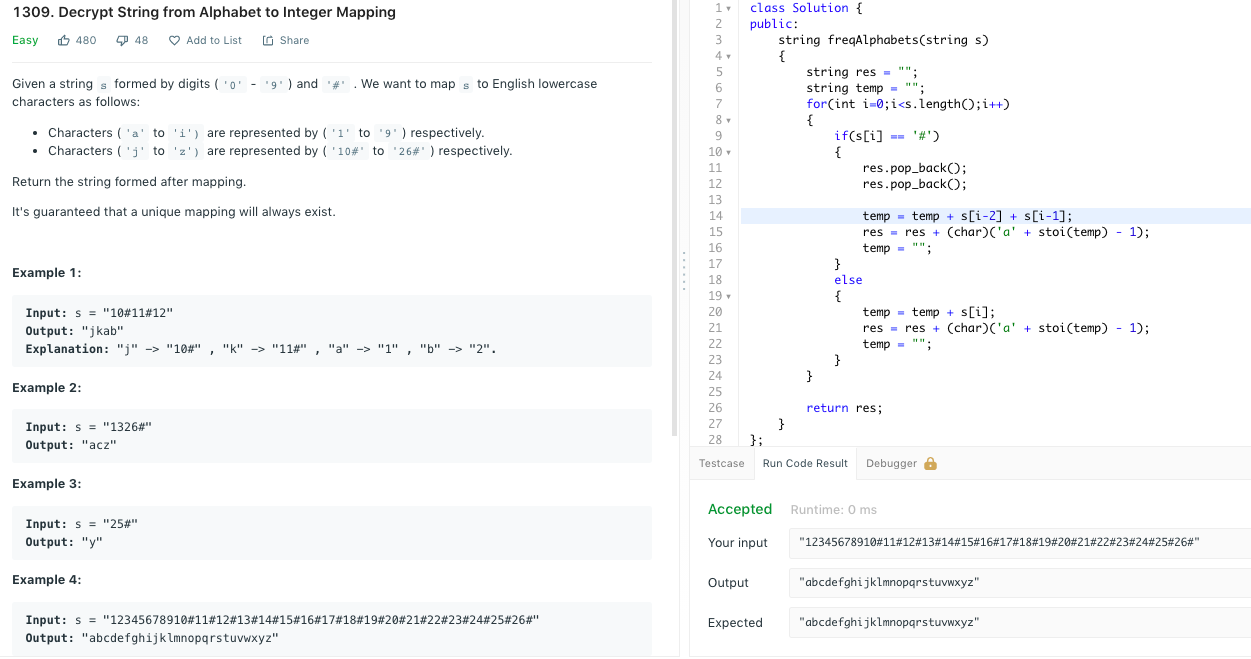 1309. Decrypt String from Alphabet to Integer Mapping
Easy 480 48 Add to List Share
Given a string s formed by digits ( '0' - '9' ) and '#' . We want to map s to English lowercase
characters as follows:
• Characters ( 'a' to 'i') are represented by ( '1' to '9' ) respectively.
• Characters ( 'j' to 'z') are represented by ( '10#' to '26#' ) respectively.
Return the string formed after mapping.
It's guaranteed that a unique mapping will always exist.
Example 1:
Input: s = "10#11#12"
Output: "jkab"
Explanation: "j" -> "10#" , "k" -> "11#" , "a" -> "1" , "b" -> "2".
Example 2:
Input: s = "1326#"
Output: "acz"
Example 3:
Input: s = "25#"
Output: "y"
Example 4:
Input: s = "12345678910#11#12#13#14#15#16#17#18#19#20#21#22#23#24#25#26#"
Output: "abcdefghijklmnopqrstuvwxyz"
1 class Solution {
2 public:
3 string freqAlphabets(string s)
4 {
5 string res = "";
6 string temp = "";
7 for(int i=0;i<s.length();i++)
8 {
9 if(s[i] == '#')
10 {
11 res.pop_back();
12 res.pop_back();
13
14 temp = temp + s[i-2] + s[i-1];
15 res = res + (char)('a' + stoi(temp) - 1);
16 temp = "";
17 }
18 else
19 {
20 temp = temp + s[i];
21 res = res + (char)('a' + stoi(temp) - 1);
22 temp = "";
23 }
24 }
25
26 return res;
27 }
28 };
Testcase Run Code Result Debugger
Accepted Runtime: 0 ms
Your input "12345678910#11#12#13#14#15#16#17#18#19#20#21#22#23#24#25#26#"
Output "abcdefghijklmnopqrstuvwxyz"
Expected "abcdefghijklmnopqrstuvwxyz"